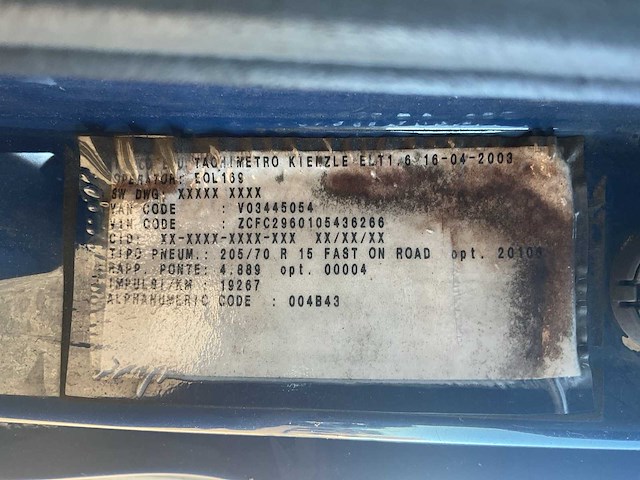 TACHIMETRO KIENZLE ELT1.6 16-04-2003
OPERATOR: EOL169
SW DWG: XXXXX XXXX
VAN CODE : V03445054
VIN CODE : ZCFC2960105436266
CID: XX-XXXX-XXXX-XXX XX/XX/XX
TIPO PNEUM.: 205/70 R 15 FAST ON ROAD opt. 20108
RAPP. PONTE: 4.889 opt. 00004
IMPULSI/KM : 19267
ALPHANUMERIC CODE : 004B43